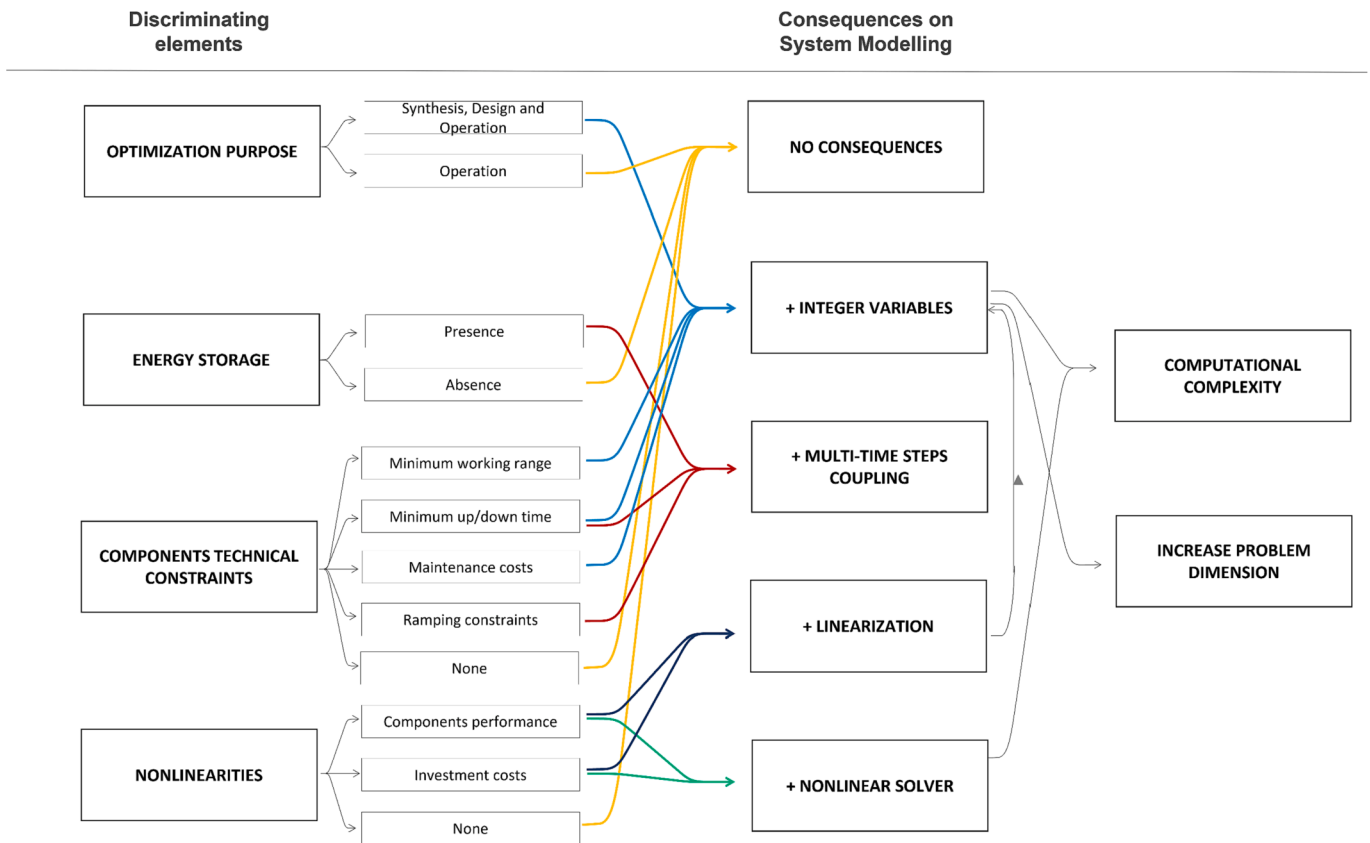 Discriminating
elements
Consequences on
System Modelling
OPTIMIZATION PURPOSE
Synthesis, Design and
Operation
Operation
NO CONSEQUENCES
ENERGY STORAGE
Presence
Absence
+ INTEGER VARIABLES
COMPUTATIONAL
COMPLEXITY
COMPONENTS TECHNICAL
CONSTRAINTS
Minimum working range
Minimum up/down time
Maintenance costs
Ramping constraints
None
+ MULTI-TIME STEPS
COUPLING
INCREASE PROBLEM
DIMENSION
+ LINEARIZATION
NONLINEARITIES
Components performance
Investment costs
None
+ NONLINEAR SOLVER